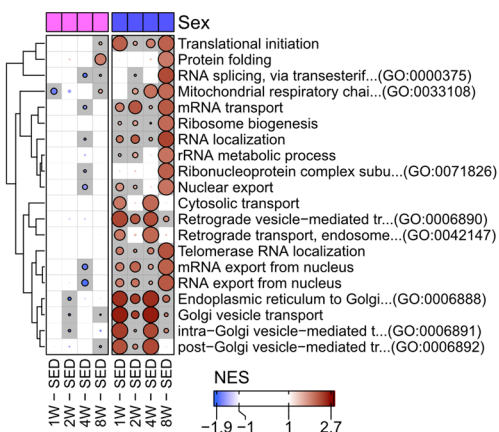 Sex
Translational initiation
Protein folding
RNA splicing, via transesterif...(GO:0000375)
Mitochondrial respiratory chai...(GO:0033108)
mRNA transport
Ribosome biogenesis
RNA localization
rRNA metabolic process
Ribonucleoprotein complex subu...(GO:0071826)
Nuclear export
Cytosolic transport
Retrograde vesicle−mediated tr...(GO:0006890)
Retrograde transport, endosome...(GO:0042147)
Telomerase RNA localization
mRNA export from nucleus
RNA export from nucleus
Endoplasmic reticulum to Golgi...(GO:0006888)
Golgi vesicle transport
intra−Golgi vesicle−mediated t...(GO:0006891)
post−Golgi vesicle−mediated tr...(GO:0006892)
1W − SED
2W − SED
4W − SED
8W − SED
1W − SED
2W − SED
4W − SED
8W − SED
NES
−1.9 −1 1 2.7